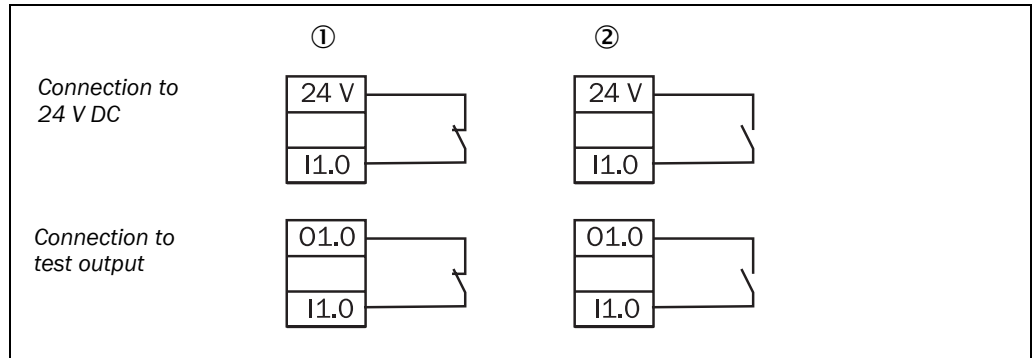 ① ②
Connection to
24 V DC
24 V
I1.0
24 V
I1.0
Connection to
test output
O1.0
I1.0
O1.0
I1.0